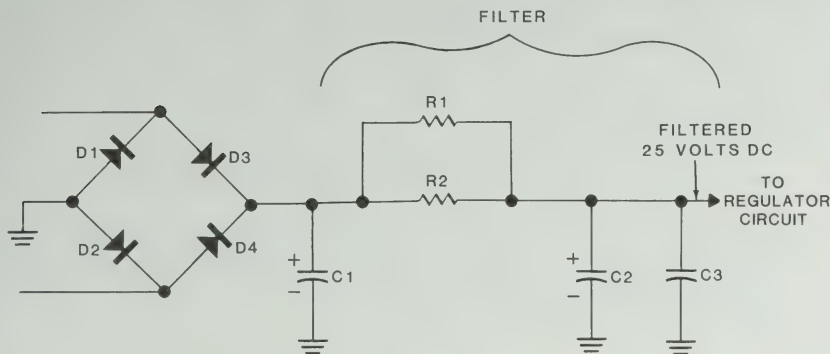 FILTER
R1
R2
D1
D3
D2
D4
FILTERED
25 VOLTS DC
TO
REGULATOR
CIRCUIT
+
-
C1
+
-
C2
C3